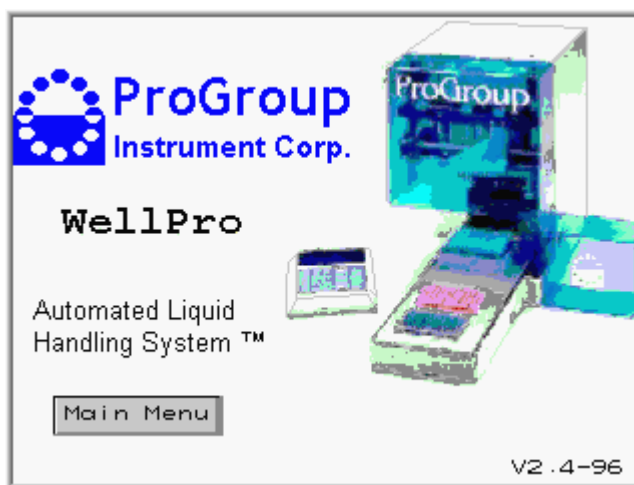 ProGroup
Instrument Corp.
ProGroup
WellPro
Automated Liquid
Handling System ™
Main Menu
V2.4-96